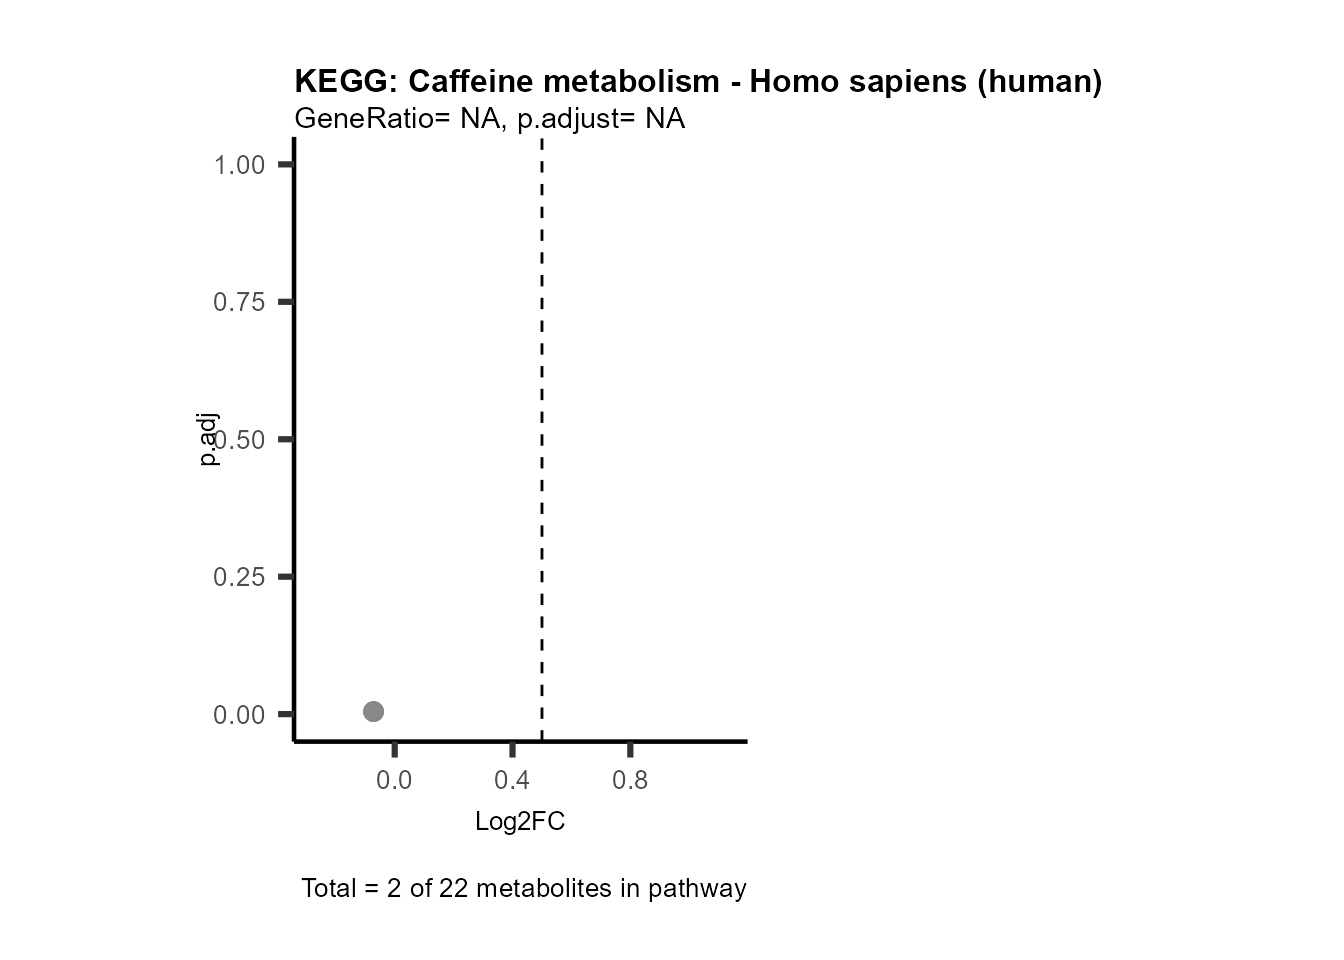 KEGG: Caffeine metabolism - Homo sapiens (human)
GeneRatio= NA, p.adjust= NA
1.00
0.75
p.adj
0.50
0.25
0.00
0.0 0.4 0.8
Log2FC
Total = 2 of 22 metabolites in pathway